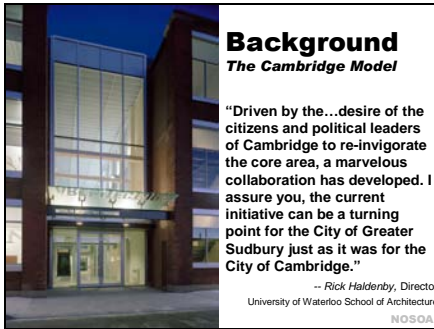 Background
The Cambridge Model
“Driven by the…desire of the
citizens and political leaders
of Cambridge to re-invigorate
the core area, a marvelous
collaboration has developed. I
assure you, the current
initiative can be a turning
point for the City of Greater
Sudbury just as it was for the
City of Cambridge.”
-- Rick Haldenby, Directo
University of Waterloo School of Architecture
NOSOA